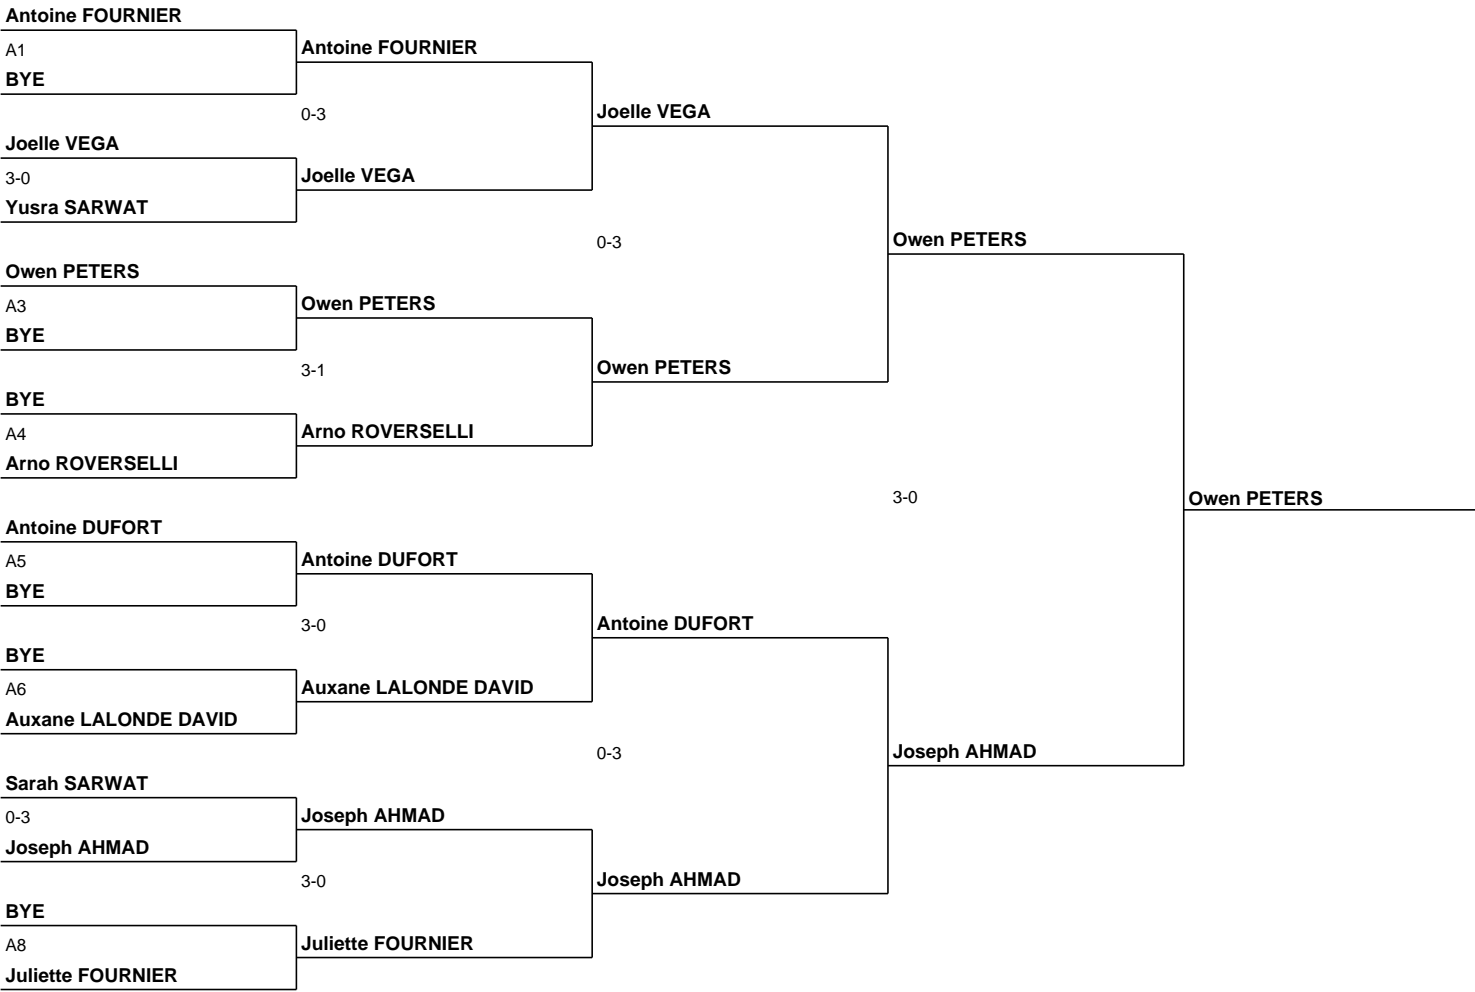 Antoine FOURNIER
A1
Antoine FOURNIER
BYE
0-3
Joelle VEGA
Joelle VEGA
3-0
Joelle VEGA
Yusra SARWAT
0-3
Owen PETERS
Owen PETERS
A3
Owen PETERS
BYE
3-1
Owen PETERS
BYE
A4
Arno ROVERSELLI
Arno ROVERSELLI
3-0
Owen PETERS
Antoine DUFORT
A5
Antoine DUFORT
BYE
3-0
Antoine DUFORT
BYE
A6
Auxane LALONDE DAVID
Auxane LALONDE DAVID
0-3
Joseph AHMAD
Sarah SARWAT
0-3
Joseph AHMAD
Joseph AHMAD
3-0
Joseph AHMAD
BYE
A8
Juliette FOURNIER
Juliette FOURNIER